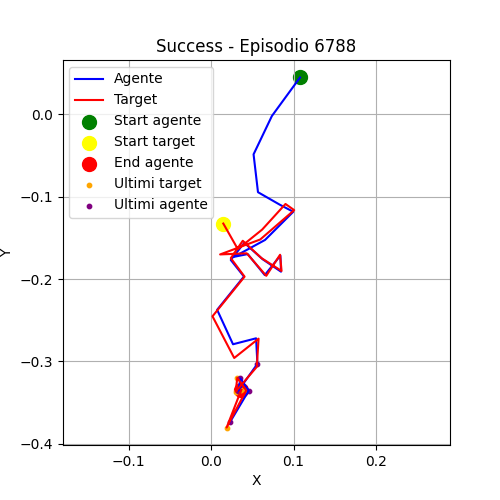 Success - Episodio 6788
Agente
Target
Start agente
Start target
End agente
Ultimi target
Ultimi agente
0.0
−0.1
−0.2
−0.3
−0.4
Y
−0.1
0.0
0.1
0.2
X